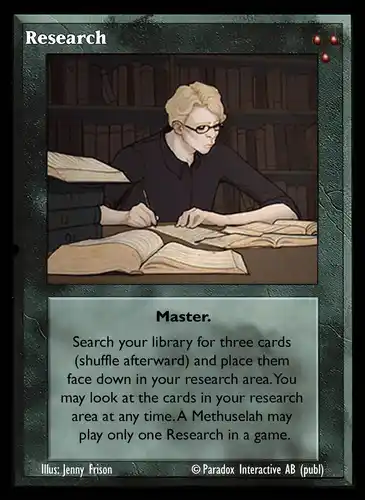 Research
Master.
Search your library for three cards
(shuffle afterward) and place them
face down in your research area. You
may look at the cards in your research
area at any time. A Methuselah may
play only one Research in a game.
Illus: Jenny Frison
© Paradox Interactive AB (publ)